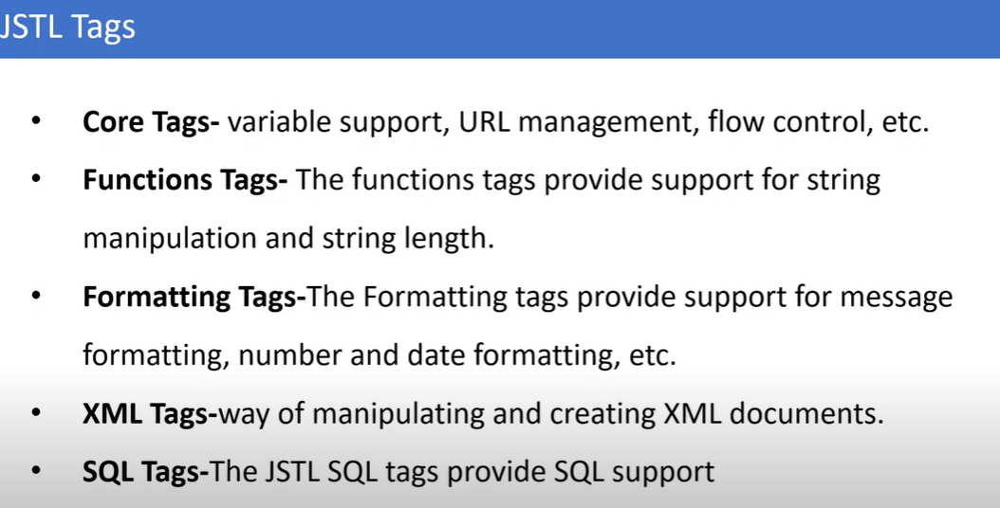 JSTL Tags
• Core Tags- variable support, URL management, flow control, etc.
• Functions Tags- The functions tags provide support for string
manipulation and string length.
• Formatting Tags-The Formatting tags provide support for message
formatting, number and date formatting, etc.
• XML Tags-way of manipulating and creating XML documents.
• SQL Tags-The JSTL SQL tags provide SQL support